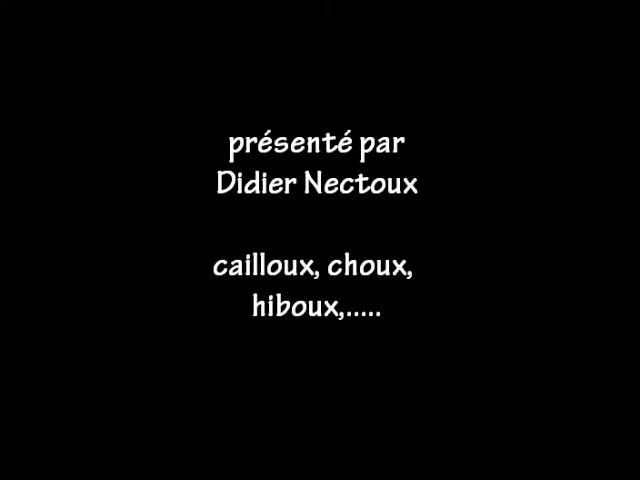 présenté par
Didier Nectoux
cailloux, choux,
hiboux,.....